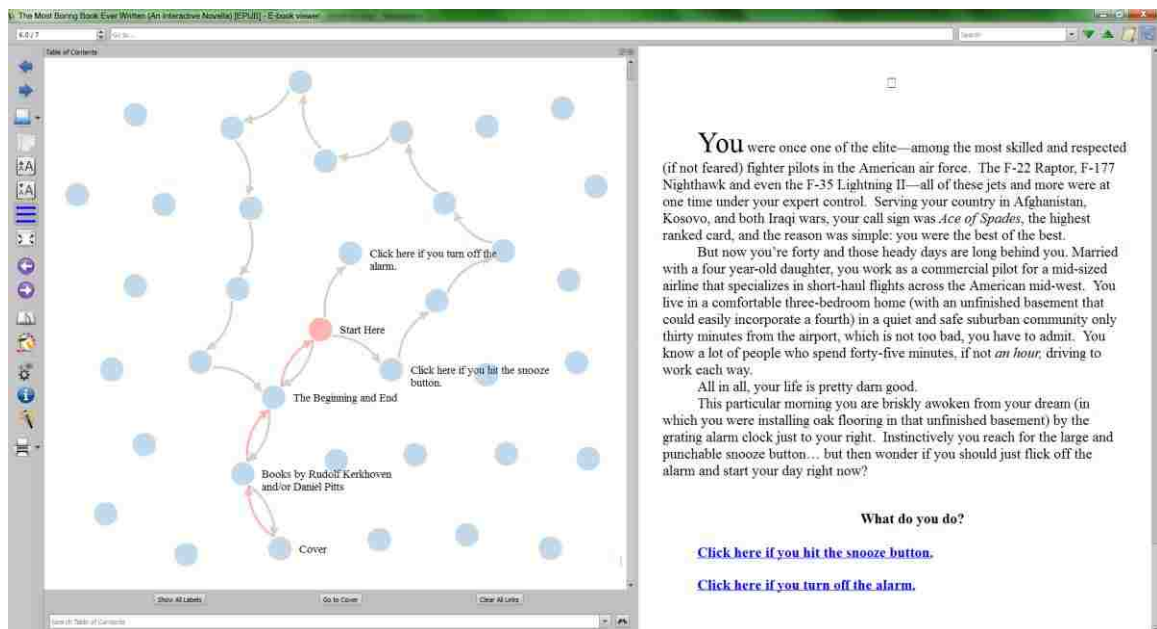 The Most Boring Book Ever Written (An Interactive Novella) [EPUB] - E-book viewer
6.0 / 7
Go to...
Search
Table of Contents
Click here if you turn off the
alarm.
Start Here
Click here if you hit the snooze
button.
The Beginning and End
Books by Rudolf Kerkhoven
and/or Daniel Pitts
Cover
Show All Labels
Go to Cover
Clear All Links
Search Table of Contents
You were once one of the elite—among the most skilled and respected
(if not feared) fighter pilots in the American air force. The F-22 Raptor, F-177
Nighthawk and even the F-35 Lightning II—all of these jets and more were at
one time under your expert control. Serving your country in Afghanistan,
Kosovo, and both Iraqi wars, your call sign was Ace of Spades, the highest
ranked card, and the reason was simple: you were the best of the best.
But now you're forty and those heady days are long behind you. Married
with a four year-old daughter, you work as a commercial pilot for a mid-sized
airline that specializes in short-haul flights across the American mid-west. You
live in a comfortable three-bedroom home (with an unfinished basement that
could easily incorporate a fourth) in a quiet and safe suburban community only
thirty minutes from the airport, which is not too bad, you have to admit. You
know a lot of people who spend forty-five minutes, if not an hour, driving to
work each way.
All in all, your life is pretty darn good.
This particular morning you are briskly awoken from your dream (in
which you were installing oak flooring in that unfinished basement) by the
grating alarm clock just to your right. Instinctively you reach for the large and
punchable snooze button… but then wonder if you should just flick off the
alarm and start your day right now?
What do you do?
Click here if you hit the snooze button.
Click here if you turn off the alarm.